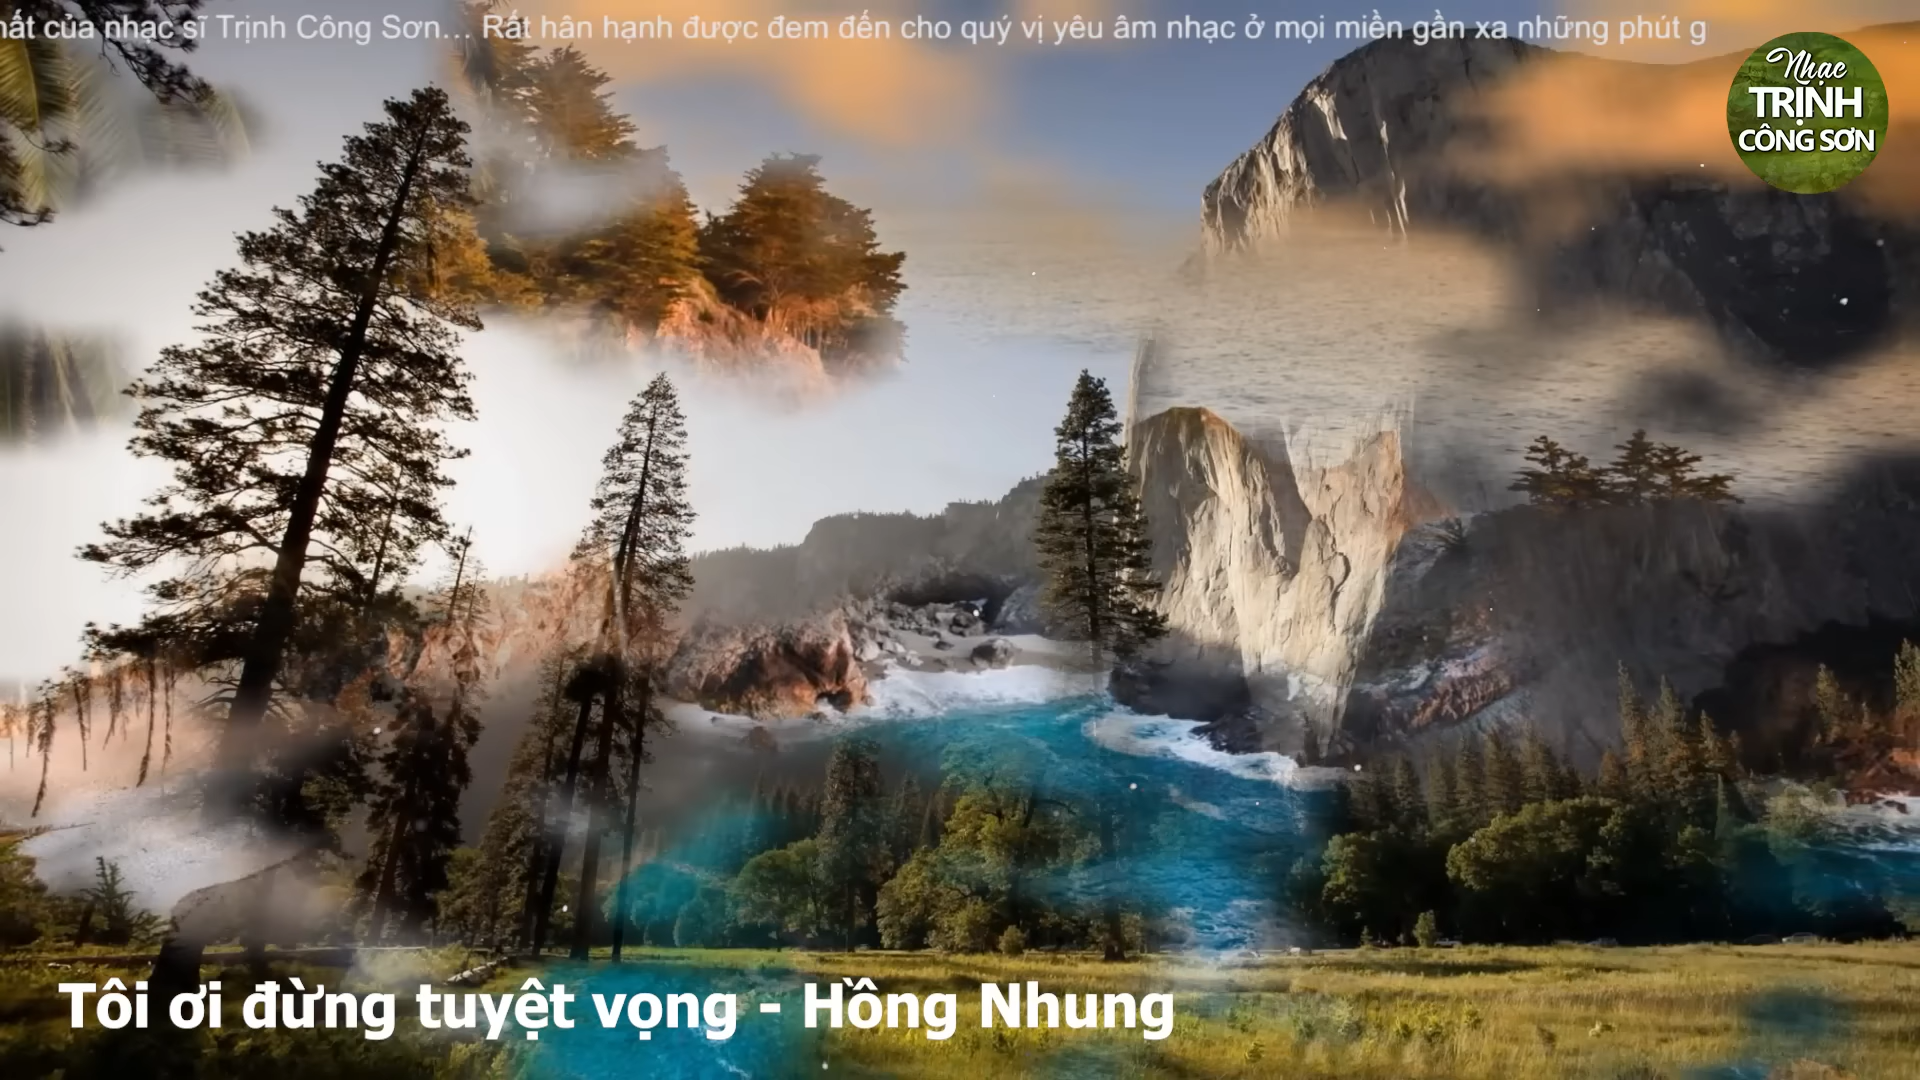 của nhạc sĩ Trịnh Công Sơn... Rất hân hạnh được đem đến cho quý vị yêu âm nhạc ở mọi miền gần xa những phút
Nhạc
TRỊNH
CÔNG SƠN
Tôi ơi đừng tuyệt vọng - Hồng Nhung